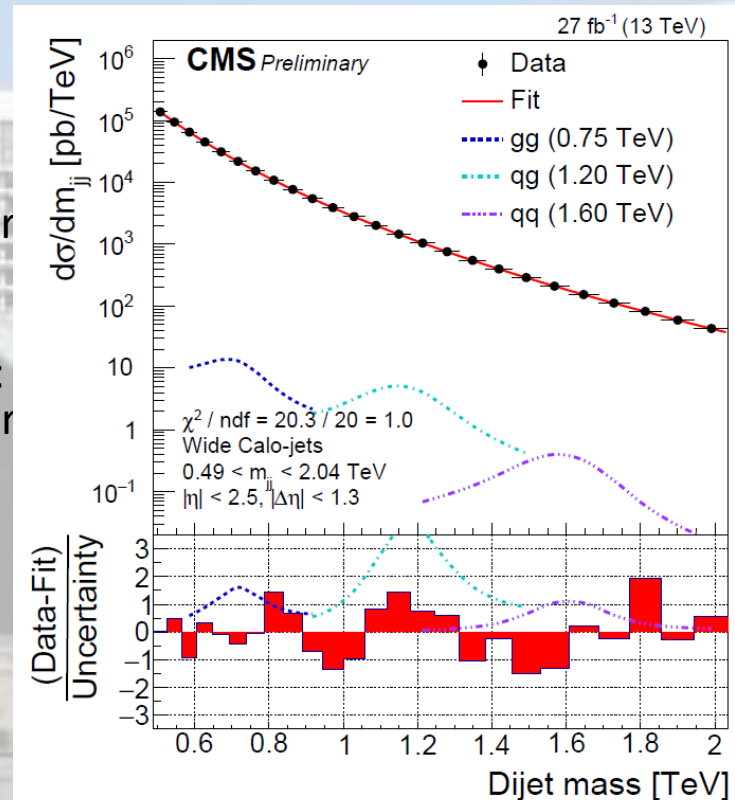 27 fb⁻¹ (13 TeV)
CMS Preliminary
Data
Fit
gg (0.75 TeV)
qg (1.20 TeV)
qq (1.60 TeV)
dσ/dm_jj [pb/TeV]
10⁶
10⁵
10⁴
10³
10²
10
1
10⁻¹
χ² / ndf = 20.3 / 20 = 1.0
Wide Calo-jets
0.49 < m_jj < 2.04 TeV
|η| < 2.5, |Δη| < 1.3
(Data-Fit)
Uncertainty
3
2
1
0
−1
−2
−3
0.6 0.8 1 1.2 1.4 1.6 1.8 2
Dijet mass [TeV]